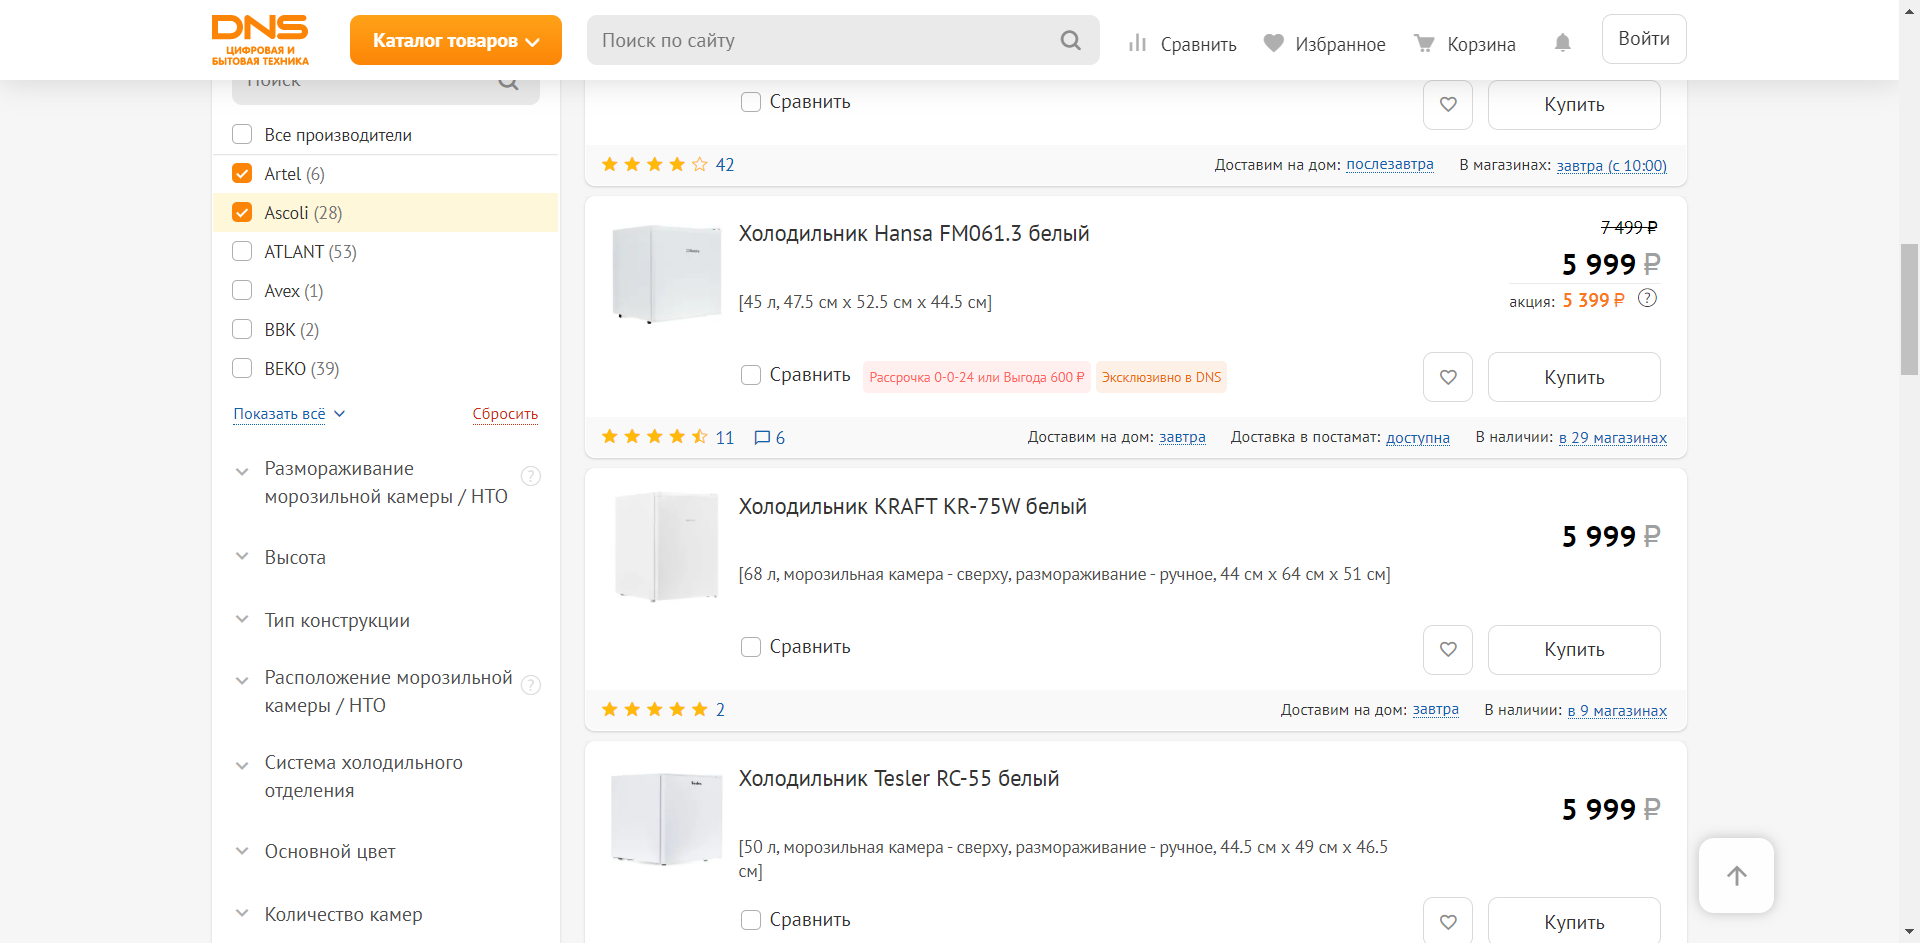 DNS
ЦИФРОВАЯ И
БЫТОВАЯ ТЕХНИКА
Каталог товаров
Поиск по сайту
Сравнить
Избранное
Корзина
Войти
Поиск
Все производители
Artel (6)
Ascoli (28)
ATLANT (53)
Avex (1)
BBK (2)
BEKO (39)
Показать всё
Сбросить
Размораживание
морозильной камеры / НТО
?
Высота
Тип конструкции
Расположение морозильной
камеры / НТО
?
Система холодильного
отделения
Основной цвет
Количество камер
Сравнить
Купить
42
Доставим на дом: послезавтра
В магазинах: завтра (с 10:00)
Холодильник Hansa FM061.3 белый
7 499 ₽
5 999 ₽
[45 л, 47.5 см x 52.5 см x 44.5 см]
акция: 5 399 ₽ ?
Сравнить
Рассрочка 0-0-24 или Выгода 600 ₽
Эксклюзивно в DNS
Купить
11
6
Доставим на дом: завтра
Доставка в постамат: доступна
В наличии: в 29 магазинах
Холодильник KRAFT KR-75W белый
5 999 ₽
[68 л, морозильная камера - сверху, размораживание - ручное, 44 см x 64 см x 51 см]
Сравнить
Купить
2
Доставим на дом: завтра
В наличии: в 9 магазинах
Холодильник Tesler RC-55 белый
5 999 ₽
[50 л, морозильная камера - сверху, размораживание - ручное, 44.5 см x 49 см x 46.5
см]
Сравнить
Купить